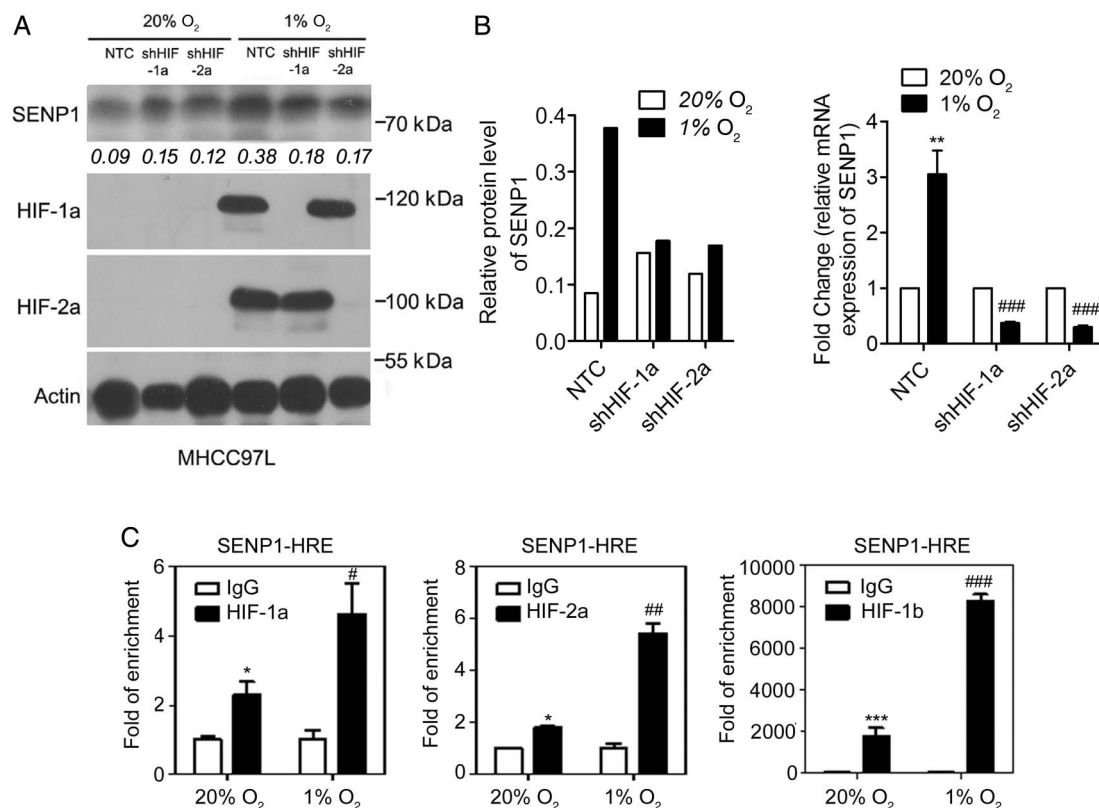 A
20% O2 1% O2
NTC shHIF-1a shHIF-2a NTC shHIF-1a shHIF-2a
SENP1
–70 kDa
0.09 0.15 0.12 0.38 0.18 0.17
HIF-1a
–120 kDa
HIF-2a
–100 kDa
–55 kDa
Actin
MHCC97L
B
20% O2
1% O2
Relative protein level
of SENP1
0.4
0.3
0.2
0.1
0.0
NTC
shHIF-1a
shHIF-2a
20% O2
1% O2
Fold Change (relative mRNA
expression of SENP1)
4
3
2
1
0
**
###
###
NTC
shHIF-1a
shHIF-2a
C
SENP1-HRE
IgG
HIF-1a
Fold of enrichment
6
4
2
0
*
#
20% O2 1% O2
SENP1-HRE
IgG
HIF-2a
Fold of enrichment
8
6
4
2
0
*
##
20% O2 1% O2
SENP1-HRE
IgG
HIF-1b
Fold of enrichment
10000
8000
6000
4000
2000
0
***
###
20% O2 1% O2